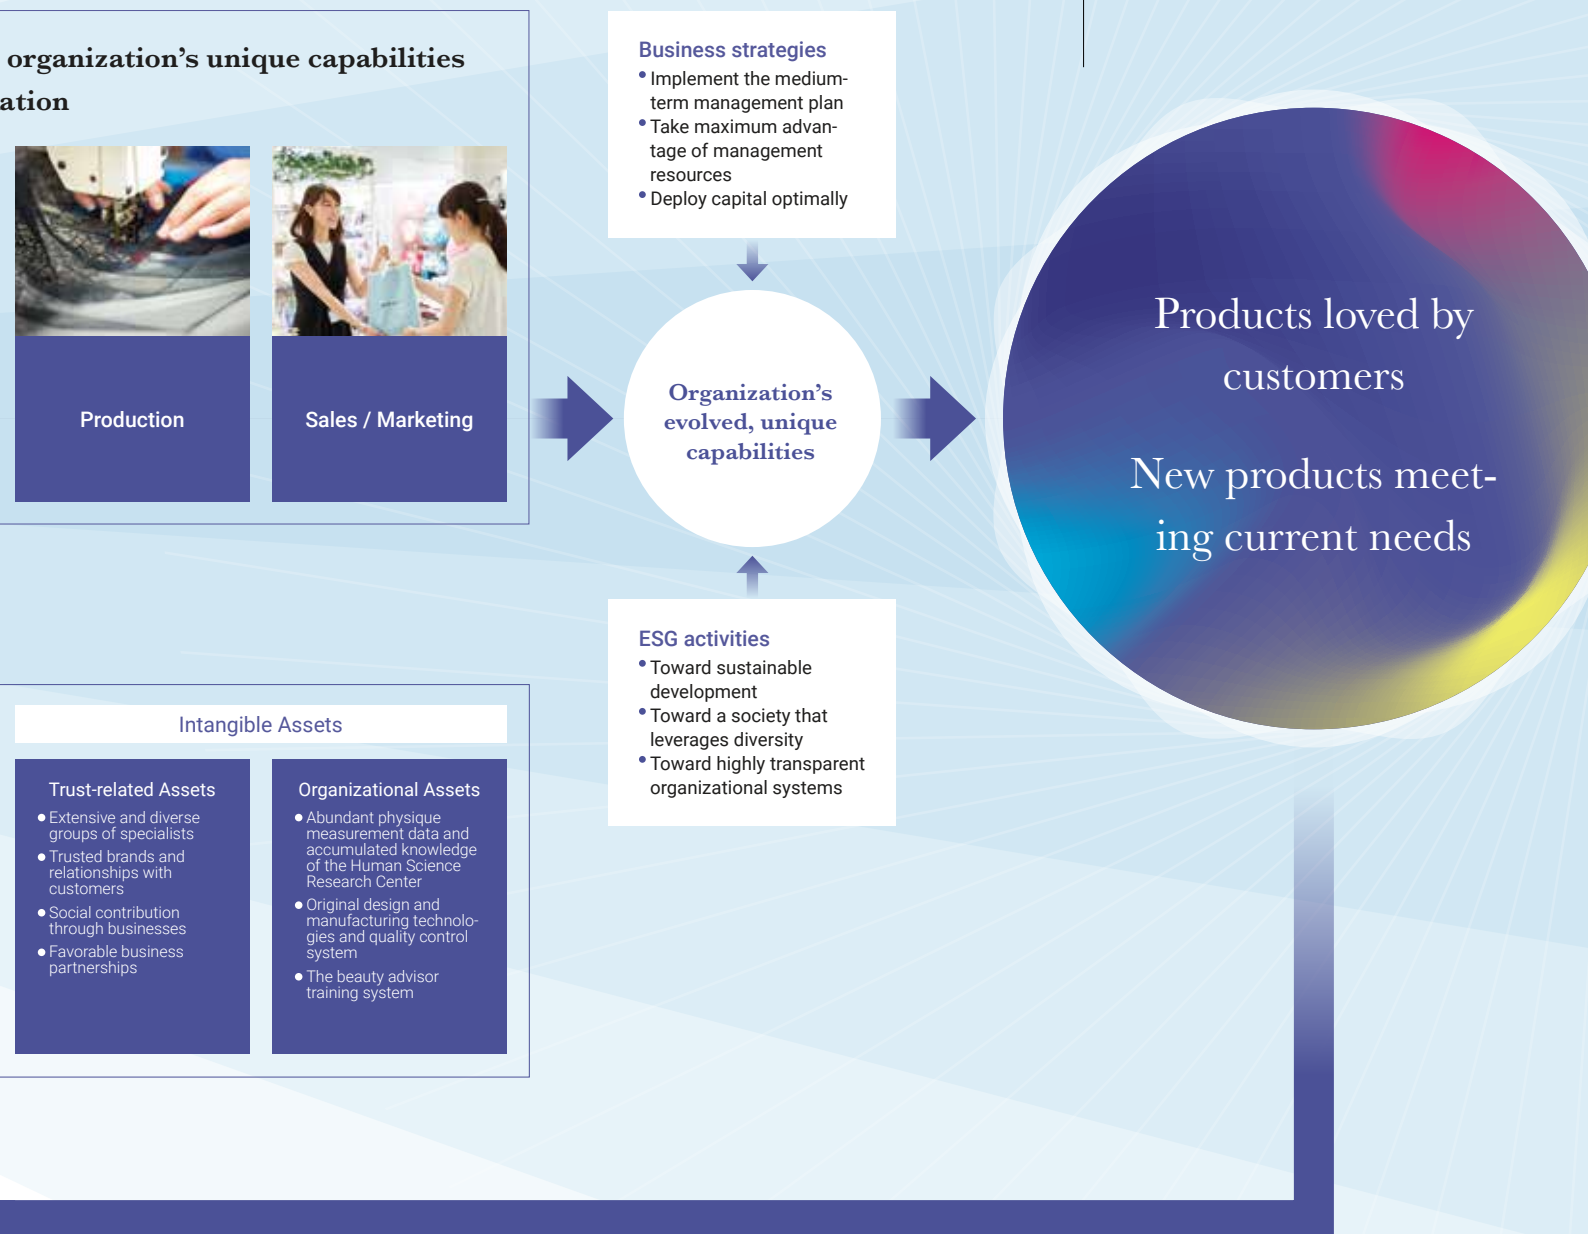 organization’s unique capabilities
ation
Production
Sales / Marketing
Business strategies
• Implement the medium-
term management plan
• Take maximum advan-
tage of management
resources
• Deploy capital optimally
Organization’s
evolved, unique
capabilities
ESG activities
• Toward sustainable
development
• Toward a society that
leverages diversity
• Toward highly transparent
organizational systems
Products loved by
customers
New products meet-
ing current needs
Intangible Assets
Trust-related Assets
• Extensive and diverse
groups of specialists
• Trusted brands and
relationships with
customers
• Social contribution
through businesses
• Favorable business
partnerships
Organizational Assets
• Abundant physique
measurement data and
accumulated knowledge
of the Human Science
Research Center
• Original design and
manufacturing technolo-
gies and quality control
system
• The beauty advisor
training system